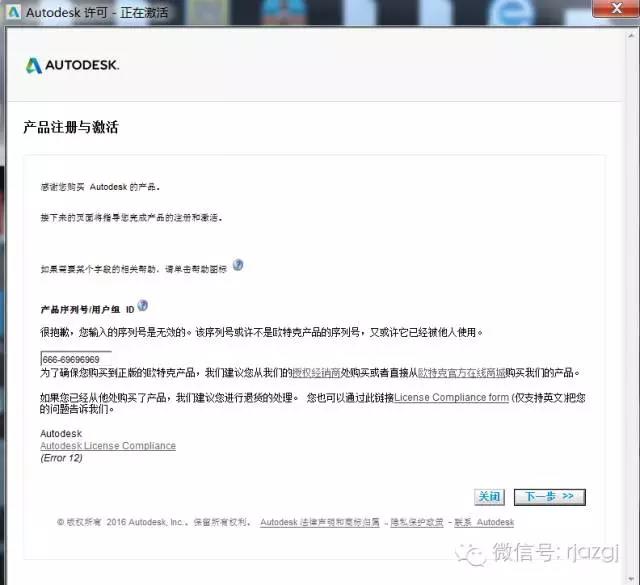 Autodesk 许可 - 正在激活
AUTODESK.
产品注册与激活
感谢您购买 Autodesk 的产品。
接下来的页面将指导您完成产品的注册和激活。
如果需要某个字段的相关帮助，请单击帮助图标
产品序列号/用户组 ID
很抱歉，您输入的序列号是无效的。该序列号或许不是欧特克产品的序列号，又或许它已经被他人使用。
666-69696969
为了确保您购买到正版的欧特克产品，我们建议您从我们的授权经销商处购买或者直接从欧特克官方在线商城购买我们的产品。
如果您已经从他处购买了产品，我们建议您进行退货的处理。 您也可以通过此链接License Compliance form (仅支持英文)把您
的问题告诉我们。
Autodesk
Autodesk License Compliance
(Error 12)
关闭 下一步 >>
© 版权所有 2016 Autodesk, Inc.。保留所有权利。 Autodesk 法律声明和商标归属 - 隐私保护政策 - 联系 Autodesk
微信号: rjazgj